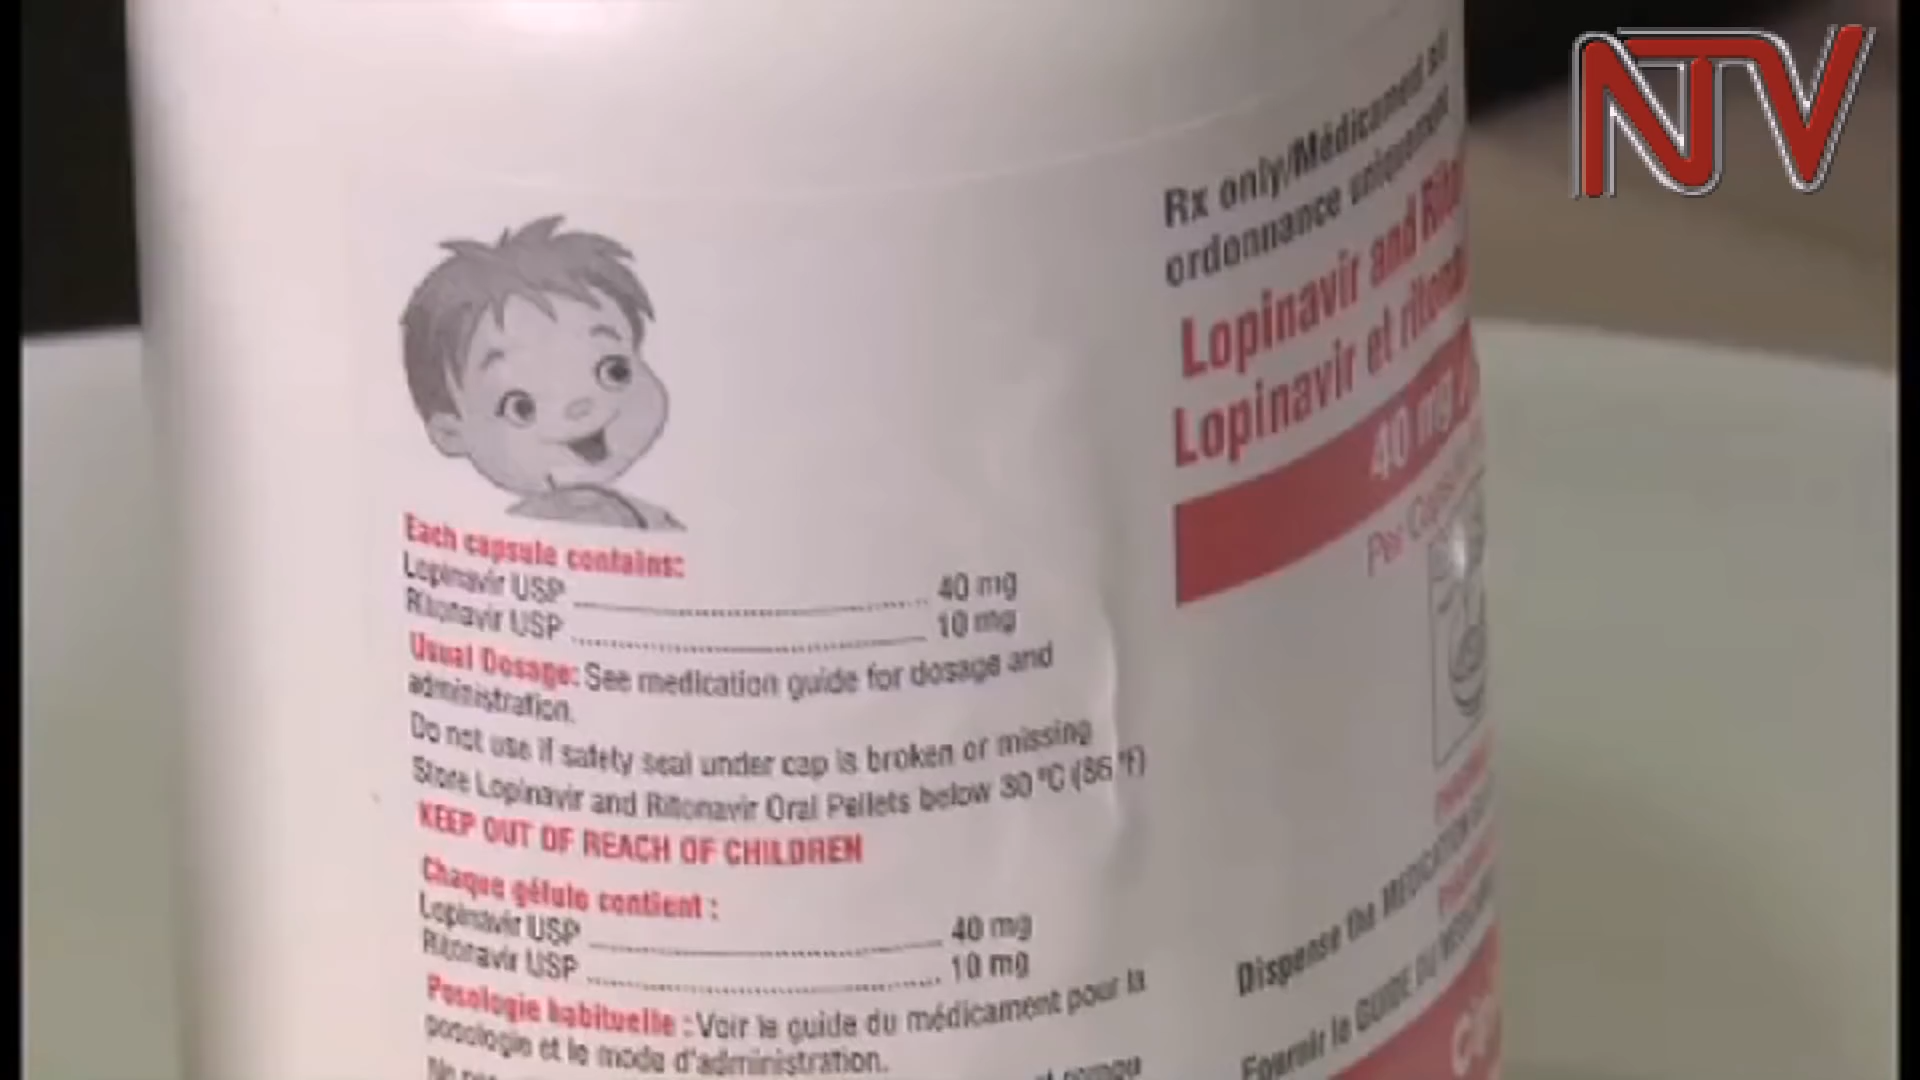 NTV
Each capsule contains:
Lopinavir USP 40 mg
Ritonavir USP 10 mg
Usual Dosage: See medication guide for dosage and
administration.
Do not use if safety seal under cap is broken or missing
Store Lopinavir and Ritonavir Oral Pellets below 30 °C (86 °F)
KEEP OUT OF REACH OF CHILDREN
Chaque gélule contient :
Lopinavir USP 40 mg
Ritonavir USP 10 mg
Posologie habituelle : Voir le guide du médicament pour la
posologie et le mode d'administration.
Rx only/Médicament
ordonnance uniquement
Lopinavir and
Lopinavir et
40 mg
Per
Dispense the MEDICATION
Fournir le GUIDE DU